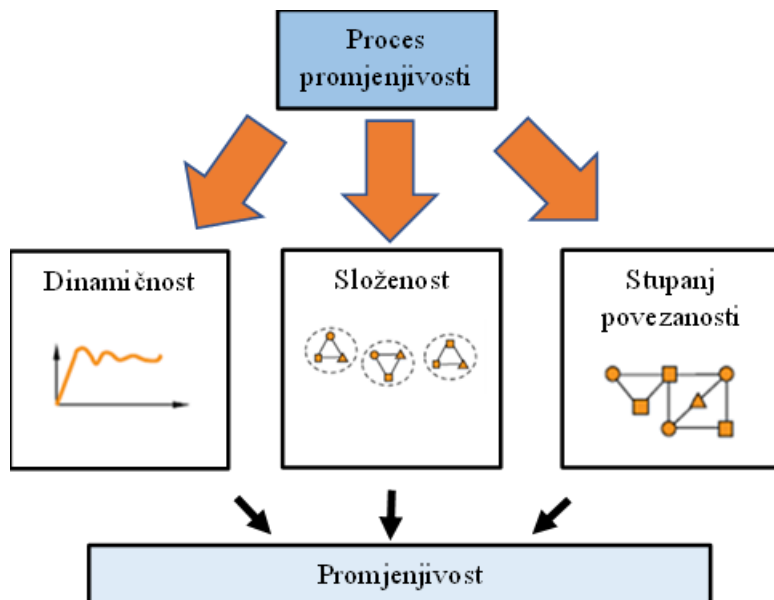 Proces
promjenjivosti
Dinamičnost
Složenost
Stupanj
povezanosti
Promjenjivost